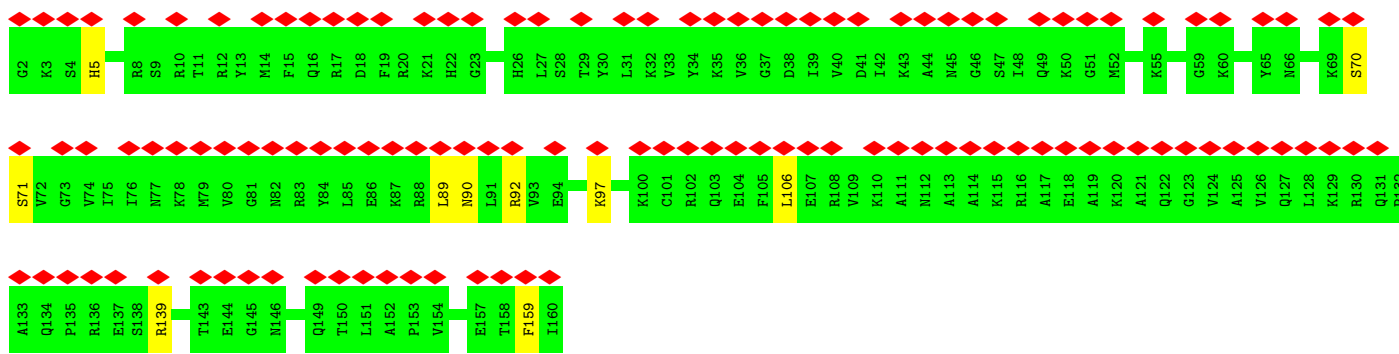 G2 K3 S4 H5 R8 S9 R10 T11 R12 Y13 M14 F15 Q16 R17 D18 F19 R20 K21 H22 G23 H26 L27 S28 T29 Y30 L31 K32 V33 Y34 K35 V36 G37 D38 I39 V40 D41 I42 K43 A44 N45 G46 S47 I48 Q49 K50 G51 M52 K55 G59 K60 Y65 N66 K69 S70
S71 V72 G73 V74 I75 I76 N77 K78 M79 V80 G81 N82 R83 Y84 L85 E86 K87 R88 L89 N90 L91 R92 V93 E94 K97 K100 C101 R102 Q103 E104 F105 L106 E107 R108 V109 K110 A111 N112 A113 A114 K115 R116 A117 E118 A119 K120 A121 Q122 G123 V124 A125 V126 Q127 L128 K129 R130 Q131 P132
A133 Q134 P135 R136 E137 S138 R139 T143 E144 G145 N146 Q149 T150 L151 A152 P153 V154 E157 T158 F159 I160